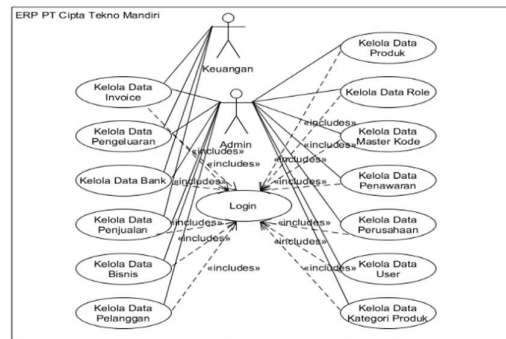 ERP PT Cipta Tekno Mandiri
Keuangan
Kelola Data
Produk
Kelola Data
Invoice
Kelola Data Role
Admin
Kelola Data
Pengeluaran
«includes»
«includes»
Kelola Data
Master Kode
«includes»
«includes»
Kelola Data Bank
«includes»
«includes»
Kelola Data
Penawaran
Login
Kelola Data
Penjualan
«includes»
«includes»
Kelola Data
Perusahaan
«includes»
Kelola Data
Bisnis
«includes»
«includes»
Kelola Data
User
Kelola Data
Pelanggan
Kelola Data
Kategori Produk